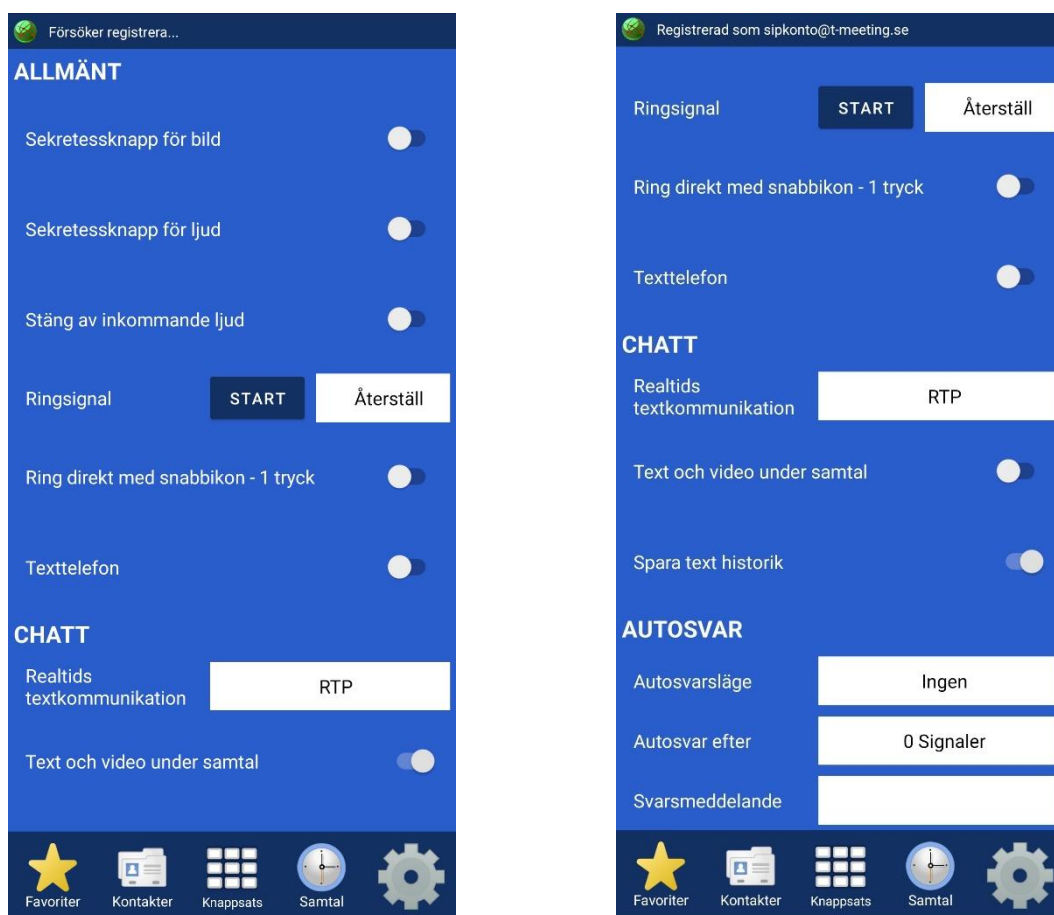 Försöker registrera...
ALLMÄNT
Sekretessknapp för bild
Sekretessknapp för ljud
Stäng av inkommande ljud
Ringsignal START Återställ
Ring direkt med snabbikon - 1 tryck
Texttelefon
CHATT
Realtids
textkommunikation RTP
Text och video under samtal
Favoriter Kontakter Knappsats Samtal
Registrerad som sipkonto@t-meeting.se
Ringsignal START Återställ
Ring direkt med snabbikon - 1 tryck
Texttelefon
CHATT
Realtids
textkommunikation RTP
Text och video under samtal
Spara text historik
AUTOSVAR
Autosvarsläge Ingen
Autosvar efter 0 Signaler
Svarsmeddelande
Favoriter Kontakter Knappsats Samtal